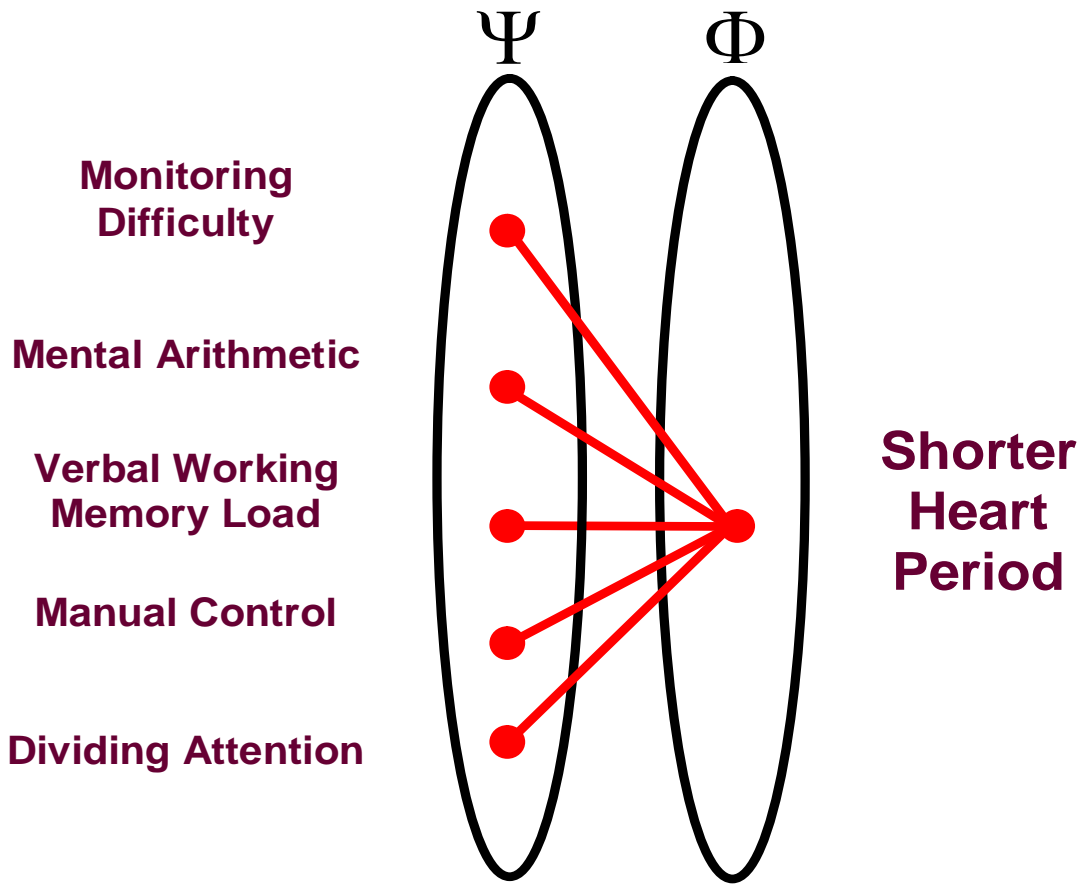 Ψ
Φ
Monitoring
Difficulty
Mental Arithmetic
Verbal Working
Memory Load
Manual Control
Dividing Attention
Shorter
Heart
Period